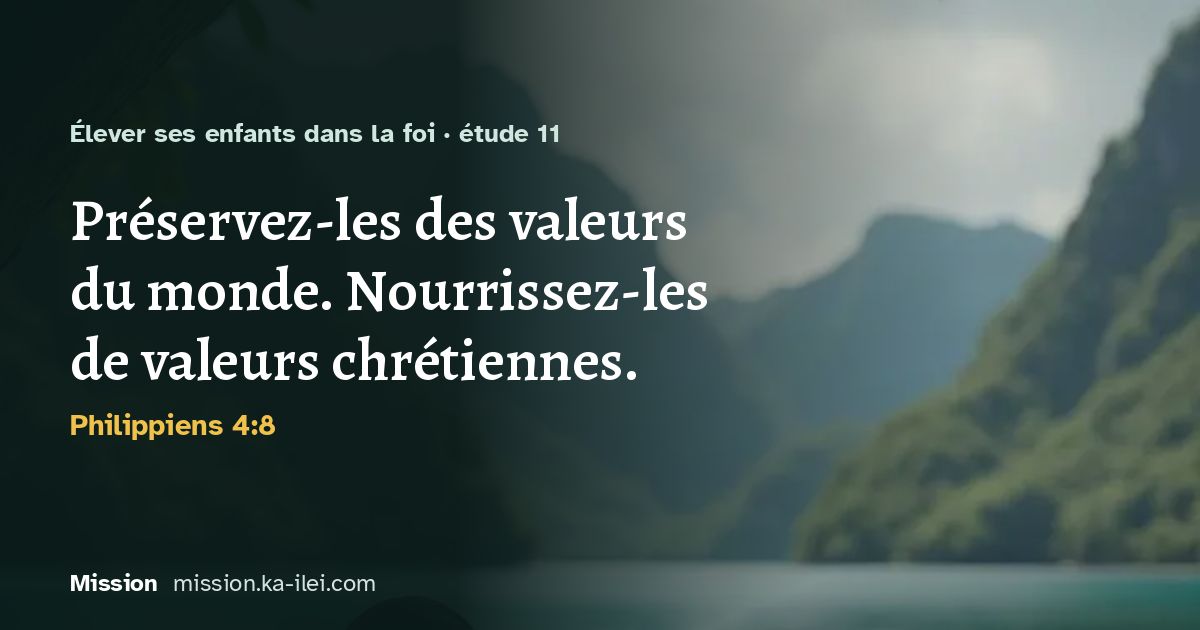 Élever ses enfants dans la foi · étude 11
Préservez-les des valeurs
du monde. Nourrissez-les
de valeurs chrétiennes.
Philippiens 4:8
Mission mission.ka-ilei.com